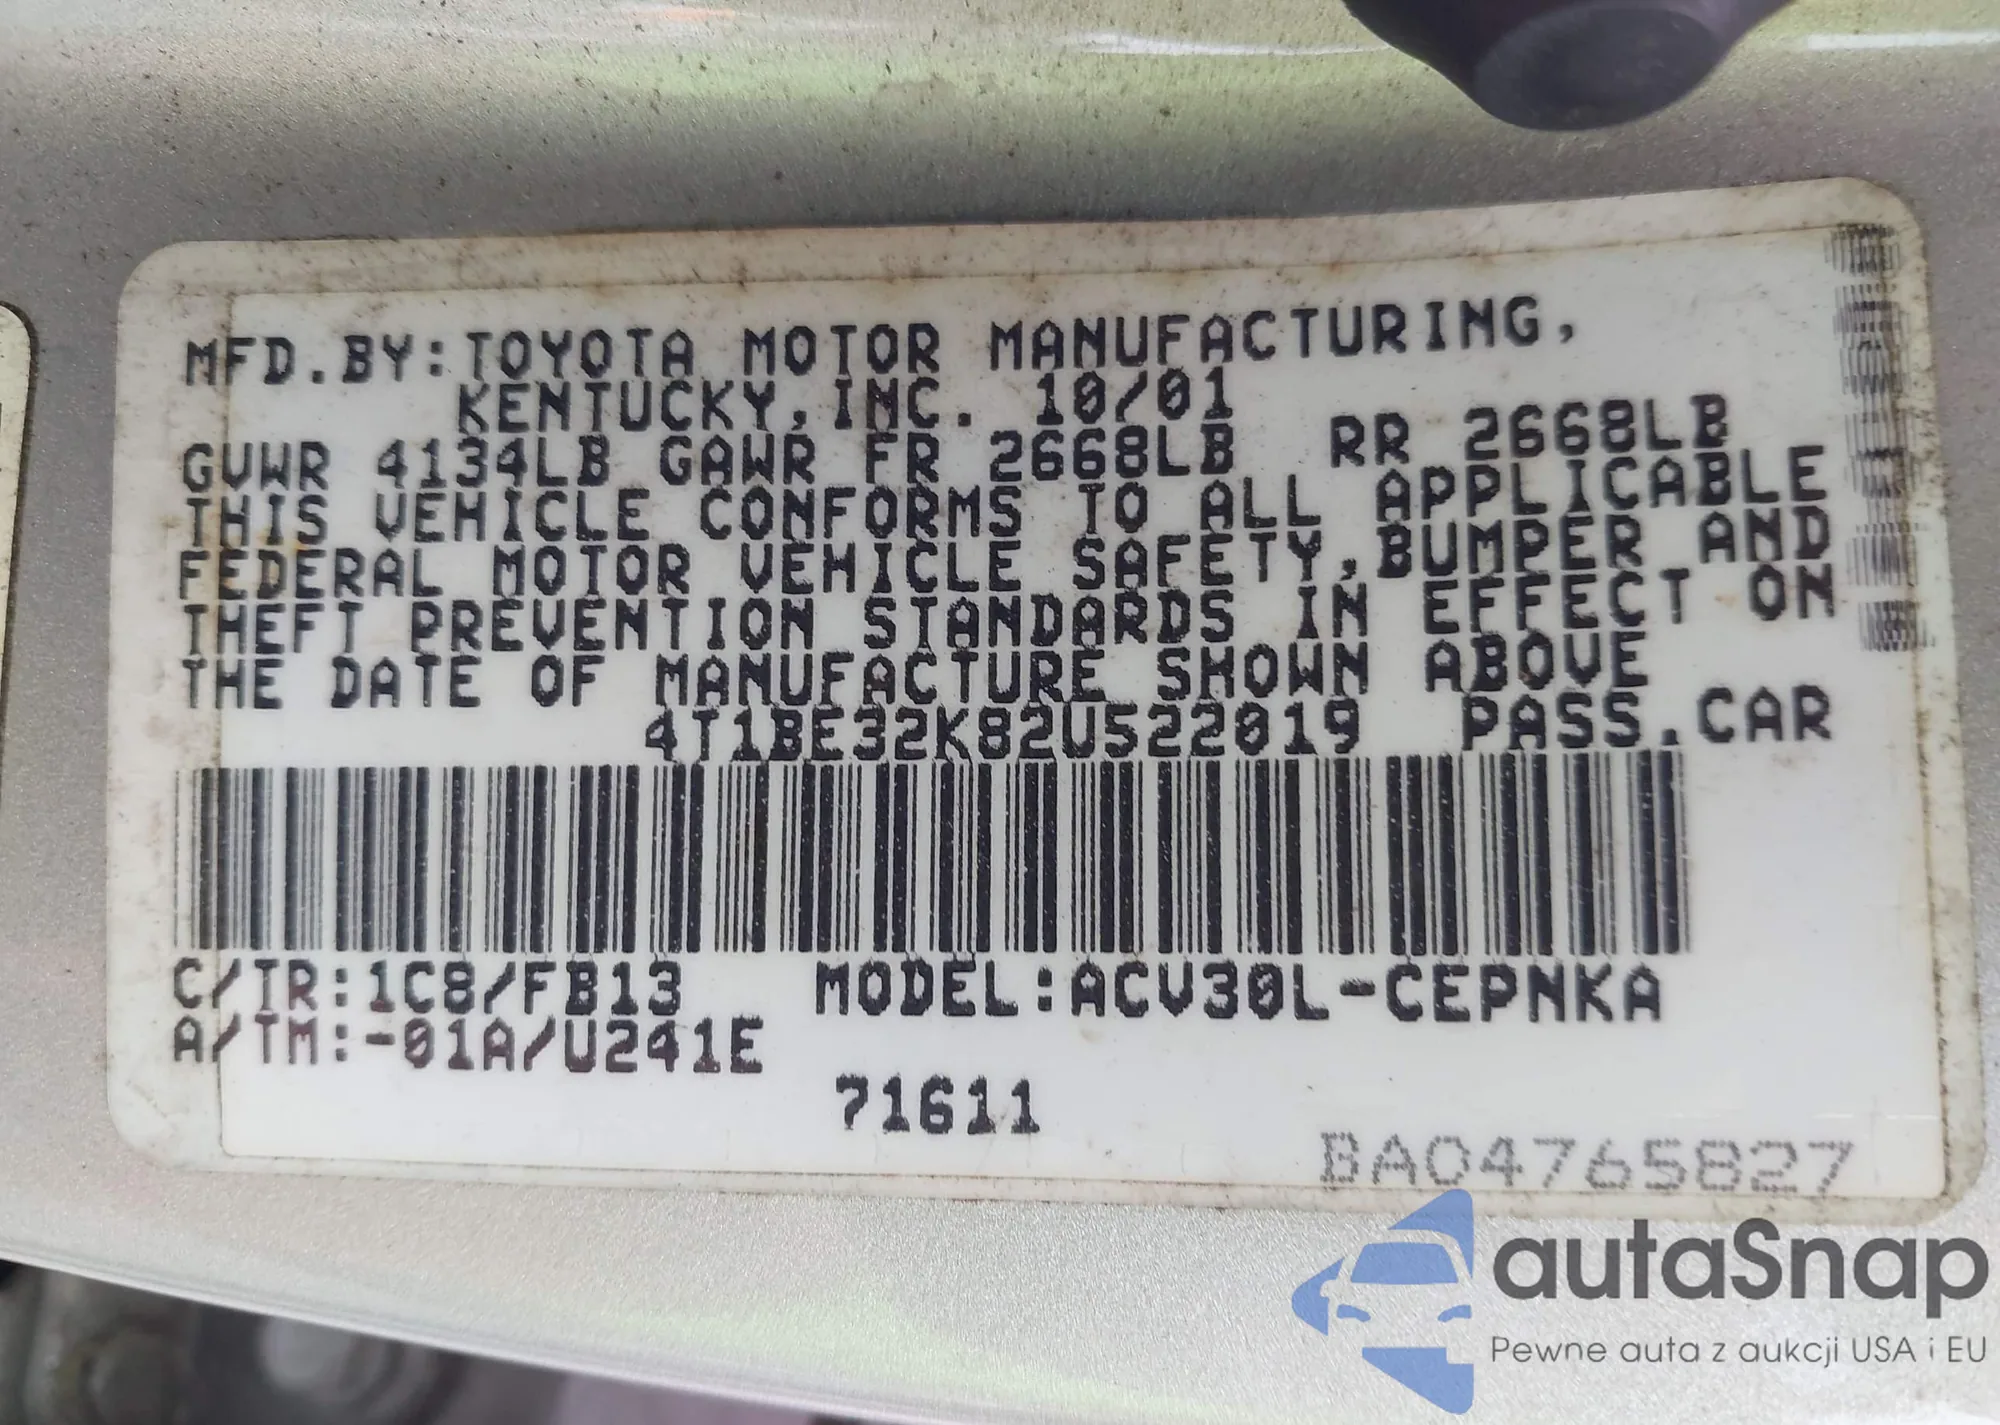 MFD.BY:TOYOTA MOTOR MANUFACTURING,
KENTUCKY,INC. 10/01
GVWR 4134LB GAWR FR 2668LB RR 2668LB
THIS VEHICLE CONFORMS TO ALL APPLICABLE
FEDERAL MOTOR VEHICLE SAFETY,BUMPER AND
THEFT PREVENTION STANDARDS IN EFFECT ON
THE DATE OF MANUFACTURE SHOWN ABOVE
4T1BE32K82U522019 PASS.CAR
C/TR:1C8/FB13 MODEL:ACV30L-CEPNKA
A/TM:-01A/U241E
71611
BA04765827
autaSnap
Pewne auta z aukcji USA i EU